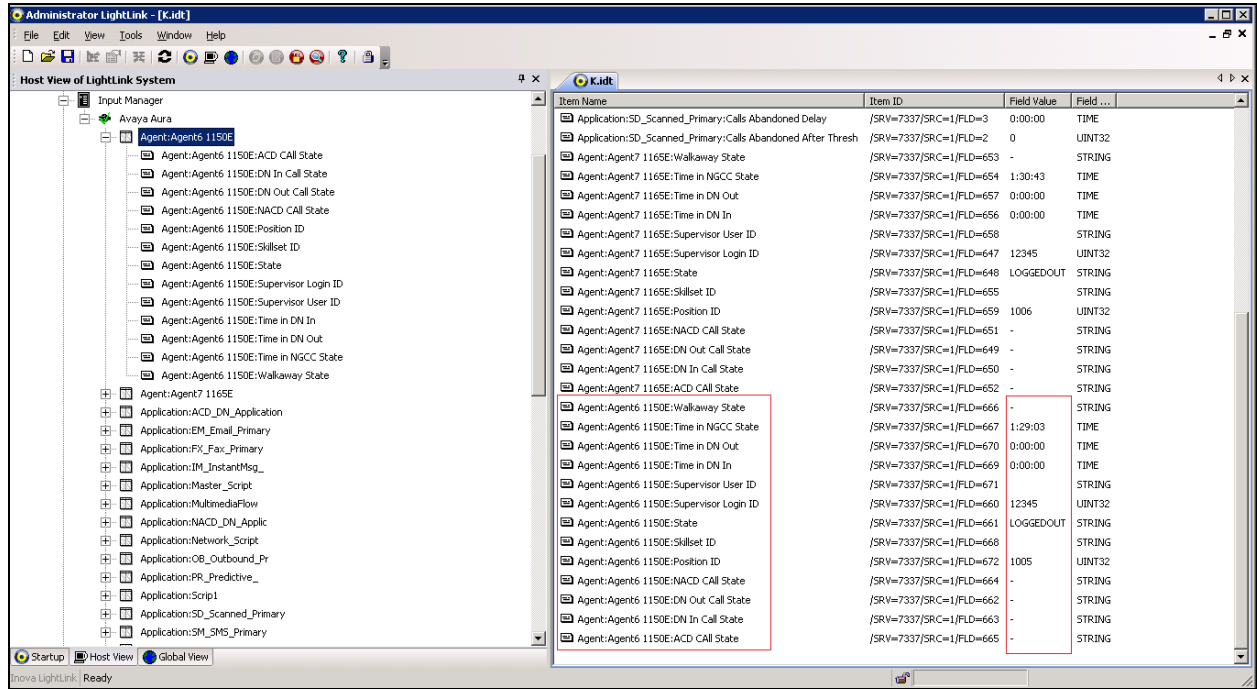 Administrator LightLink - [K.idt]
File Edit View Tools Window Help
Host View of LightLink System
Input Manager
Avaya Aura
Agent:Agent6 1150E
Agent:Agent6 1150E:ACD CAll State
Agent:Agent6 1150E:DN In Call State
Agent:Agent6 1150E:DN Out Call State
Agent:Agent6 1150E:NACD CAll State
Agent:Agent6 1150E:Position ID
Agent:Agent6 1150E:Skillset ID
Agent:Agent6 1150E:State
Agent:Agent6 1150E:Supervisor Login ID
Agent:Agent6 1150E:Supervisor User ID
Agent:Agent6 1150E:Time in DN In
Agent:Agent6 1150E:Time in DN Out
Agent:Agent6 1150E:Time in NGCC State
Agent:Agent6 1150E:Walkaway State
Agent:Agent7 1165E
Application:ACD_DN_Application
Application:EM_Email_Primary
Application:FX_Fax_Primary
Application:IM_InstantMsg_
Application:Master_Script
Application:MultimediaFlow
Application:NACD_DN_Applic
Application:Network_Script
Application:OB_Outbound_Pr
Application:PR_Predictive_
Application:Scrip1
Application:SD_Scanned_Primary
Application:SM_SMS_Primary
Startup Host View Global View
K.idt
Item Name Item ID Field Value Field ...
Application:SD_Scanned_Primary:Calls Abandoned Delay /SRV=7337/SRC=1/FLD=3 0:00:00 TIME
Application:SD_Scanned_Primary:Calls Abandoned After Thresh /SRV=7337/SRC=1/FLD=2 0 UINT32
Agent:Agent7 1165E:Walkaway State /SRV=7337/SRC=1/FLD=653 - STRING
Agent:Agent7 1165E:Time in NGCC State /SRV=7337/SRC=1/FLD=654 1:30:43 TIME
Agent:Agent7 1165E:Time in DN Out /SRV=7337/SRC=1/FLD=657 0:00:00 TIME
Agent:Agent7 1165E:Time in DN In /SRV=7337/SRC=1/FLD=656 0:00:00 TIME
Agent:Agent7 1165E:Supervisor User ID /SRV=7337/SRC=1/FLD=658 STRING
Agent:Agent7 1165E:Supervisor Login ID /SRV=7337/SRC=1/FLD=647 12345 UINT32
Agent:Agent7 1165E:State /SRV=7337/SRC=1/FLD=648 LOGGEDOUT STRING
Agent:Agent7 1165E:Skillset ID /SRV=7337/SRC=1/FLD=655 STRING
Agent:Agent7 1165E:Position ID /SRV=7337/SRC=1/FLD=659 1006 UINT32
Agent:Agent7 1165E:NACD CAll State /SRV=7337/SRC=1/FLD=651 - STRING
Agent:Agent7 1165E:DN Out Call State /SRV=7337/SRC=1/FLD=649 - STRING
Agent:Agent7 1165E:DN In Call State /SRV=7337/SRC=1/FLD=650 - STRING
Agent:Agent7 1165E:ACD CAll State /SRV=7337/SRC=1/FLD=652 - STRING
Agent:Agent6 1150E:Walkaway State /SRV=7337/SRC=1/FLD=666 - STRING
Agent:Agent6 1150E:Time in NGCC State /SRV=7337/SRC=1/FLD=667 1:29:03 TIME
Agent:Agent6 1150E:Time in DN Out /SRV=7337/SRC=1/FLD=670 0:00:00 TIME
Agent:Agent6 1150E:Time in DN In /SRV=7337/SRC=1/FLD=669 0:00:00 TIME
Agent:Agent6 1150E:Supervisor User ID /SRV=7337/SRC=1/FLD=671 STRING
Agent:Agent6 1150E:Supervisor Login ID /SRV=7337/SRC=1/FLD=660 12345 UINT32
Agent:Agent6 1150E:State /SRV=7337/SRC=1/FLD=661 LOGGEDOUT STRING
Agent:Agent6 1150E:Skillset ID /SRV=7337/SRC=1/FLD=668 STRING
Agent:Agent6 1150E:Position ID /SRV=7337/SRC=1/FLD=672 1005 UINT32
Agent:Agent6 1150E:NACD CAll State /SRV=7337/SRC=1/FLD=664 - STRING
Agent:Agent6 1150E:DN Out Call State /SRV=7337/SRC=1/FLD=662 - STRING
Agent:Agent6 1150E:DN In Call State /SRV=7337/SRC=1/FLD=663 - STRING
Agent:Agent6 1150E:ACD CAll State /SRV=7337/SRC=1/FLD=665 - STRING
Inova LightLink Ready